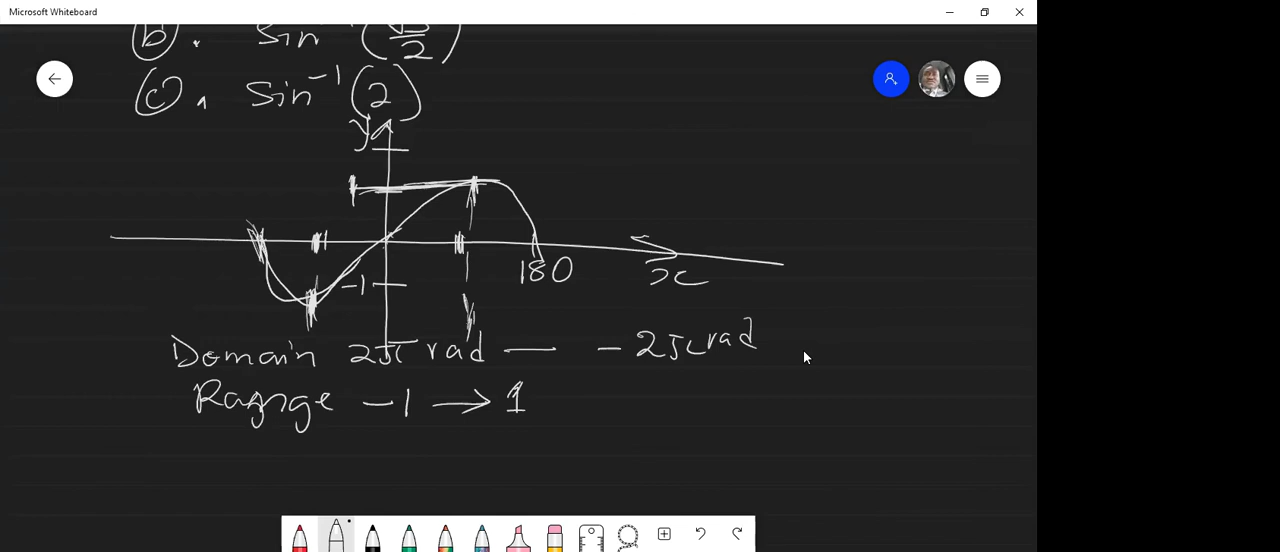 Microsoft Whiteboard
(b). Sin⁻¹(√3/2)
(c). Sin⁻¹(2)
y
-1
180
x
Domain 2π rad — -2π rad
Range -1 → 1